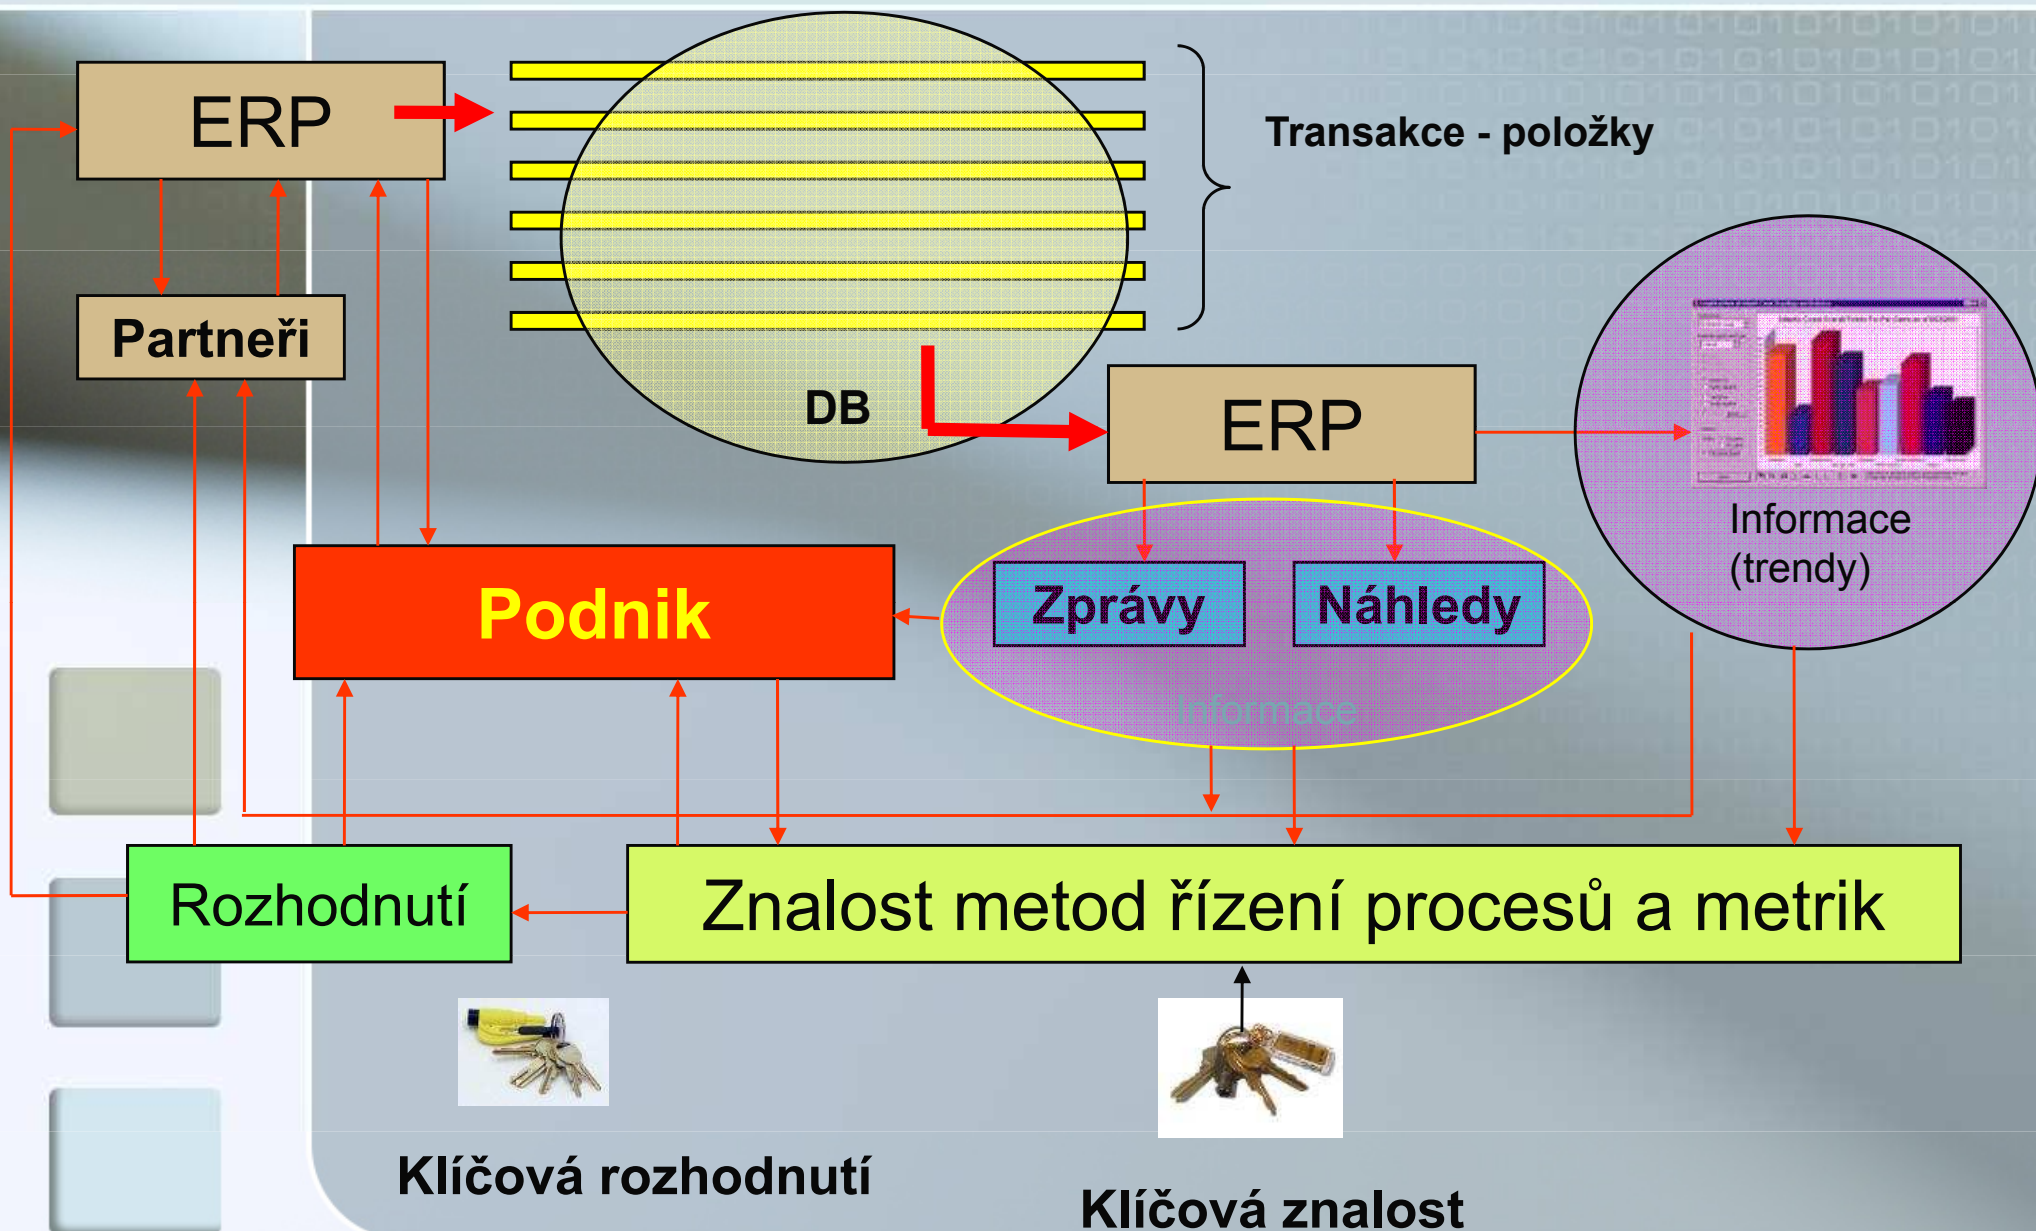 ERP
Transakce - položky
Partneři
DB
ERP
Informace
(trendy)
Podnik
Zprávy
Náhledy
Informace
Rozhodnutí
Znalost metod řízení procesů a metrik
Klíčová rozhodnutí
Klíčová znalost